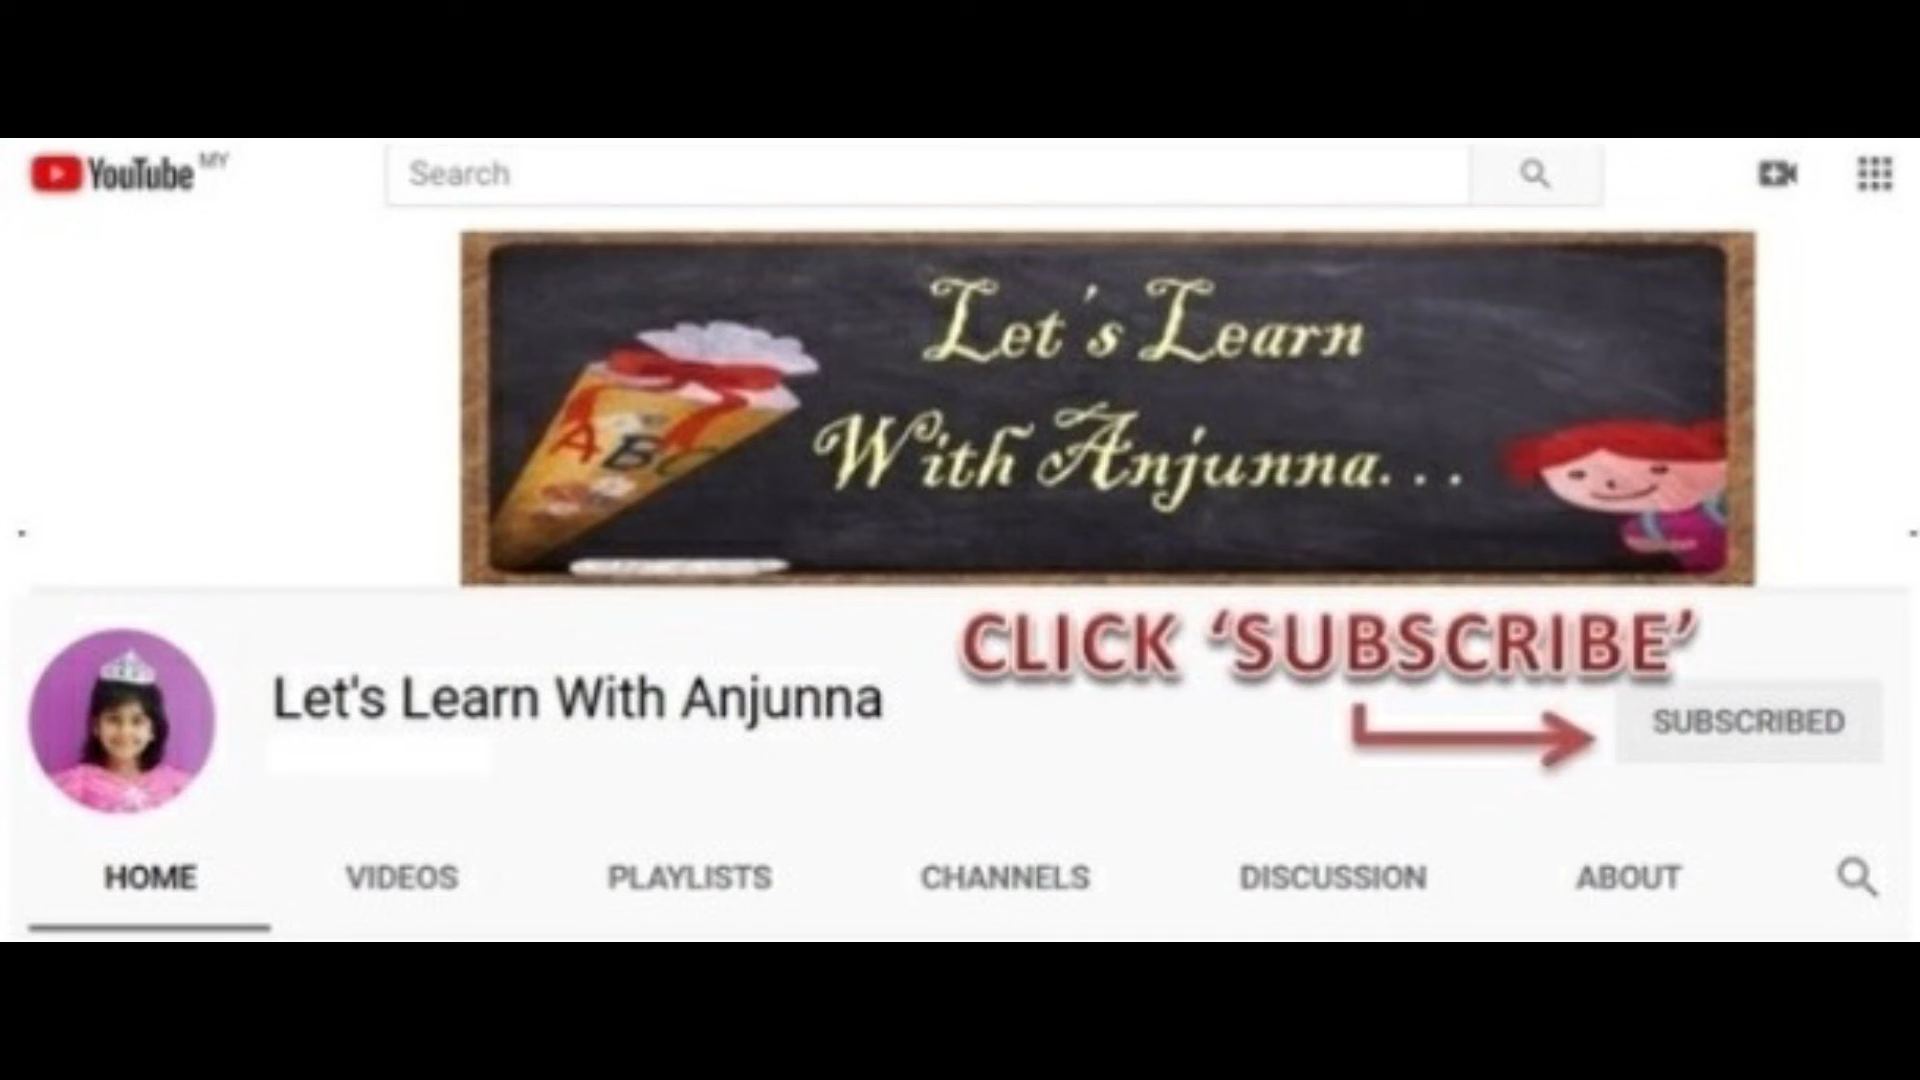 YouTube MY
Search
Let's Learn
With Anjunna...
ABC
CLICK ‘SUBSCRIBE’
Let's Learn With Anjunna
SUBSCRIBED
HOME VIDEOS PLAYLISTS CHANNELS DISCUSSION ABOUT